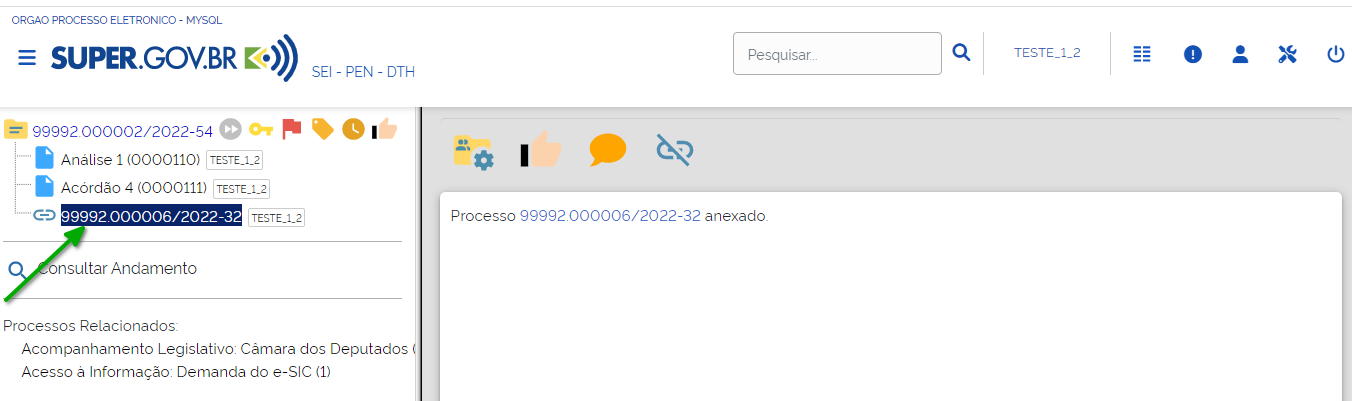 ORGAO PROCESSO ELETRONICO - MYSQL
SUPER.GOV.BR
SEI - PEN - DTH
Pesquisar...
TESTE_1_2
99992.000002/2022-54
Análise 1 (0000110) TESTE_1_2
Acórdão 4 (0000111) TESTE_1_2
99992.000006/2022-32 TESTE_1_2
Consultar Andamento
Processos Relacionados:
Acompanhamento Legislativo: Câmara dos Deputados (
Acesso à Informação: Demanda do e-SIC (1)
Processo 99992.000006/2022-32 anexado.